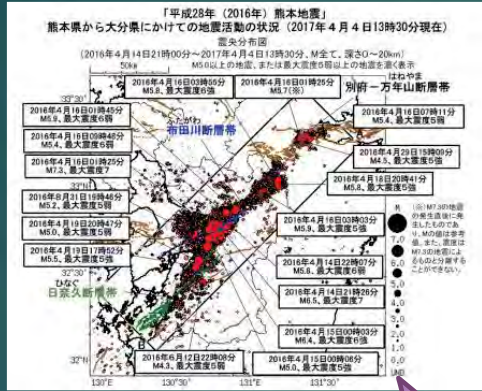 「平成28年(2016年)熊本地震」
熊本県から大分県にかけての地震活動の状況(2017年4月4日13時30分現在)
震央分布図
(2016年4月14日21時00分～2017年4月4日13時30分、M全て、深さ0～20km)
50km
M5.0以上の地震、または最大震度5弱以上の地震を濃く表示
2016年4月16日03時55分
M5.8、最大震度6強
2016年4月16日01時25分
M5.7(※)
はねやま
別府－万年山断層帯
33°30'
2016年4月16日01時45分
M5.9、最大震度6弱
ふたがわ
布田川断層帯
2016年4月16日07時11分
M5.4、最大震度5弱
2016年4月16日09時48分
M5.4、最大震度6弱
2016年4月29日15時09分
M4.5、最大震度5強
2016年4月16日01時25分
M7.3、最大震度7
2016年4月18日20時41分
M5.8、最大震度5強
33°N
2016年8月31日19時46分
M5.2、最大震度5弱
2016年4月19日20時47分
M5.0、最大震度5弱
2016年4月16日03時03分
M5.9、最大震度5強
2016年4月19日17時52分
M5.5、最大震度5強
2016年4月14日22時07分
M5.8、最大震度6弱
32°30'
ひなぐ
日奈久断層帯
2016年4月14日21時26分
M6.5、最大震度7
2016年4月15日00時03分
M6.4、最大震度6強
2016年6月12日22時08分
M4.3、最大震度5弱
2016年4月15日00時06分
M5.0、最大震度5強
32°N
130°E
130°30'
131°E
131°30'
M
7.0
6.0
5.0
4.0
3.0
2.0
1.0
0.0
UND
(※)M7.3の地震
の発生直後に発
生したものであ
り、Mの値は参考
値。また、震度は
M7.3の地震によ
るものと分離する
ことができない。